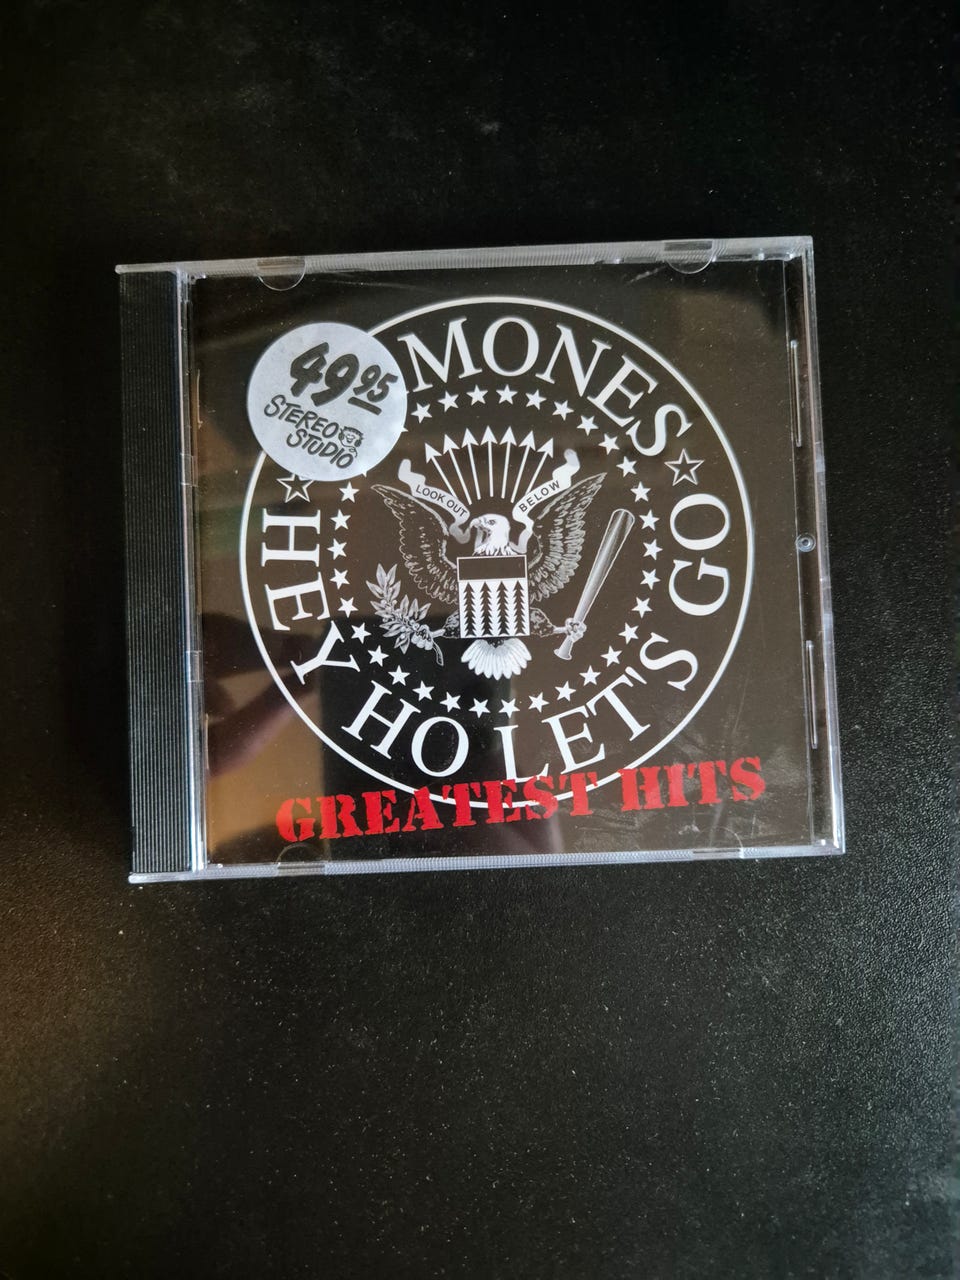 49 95
STEREO
STUDIO
MONES
LOOK OUT BELOW
HEY HO LET'S GO
GREATEST HITS